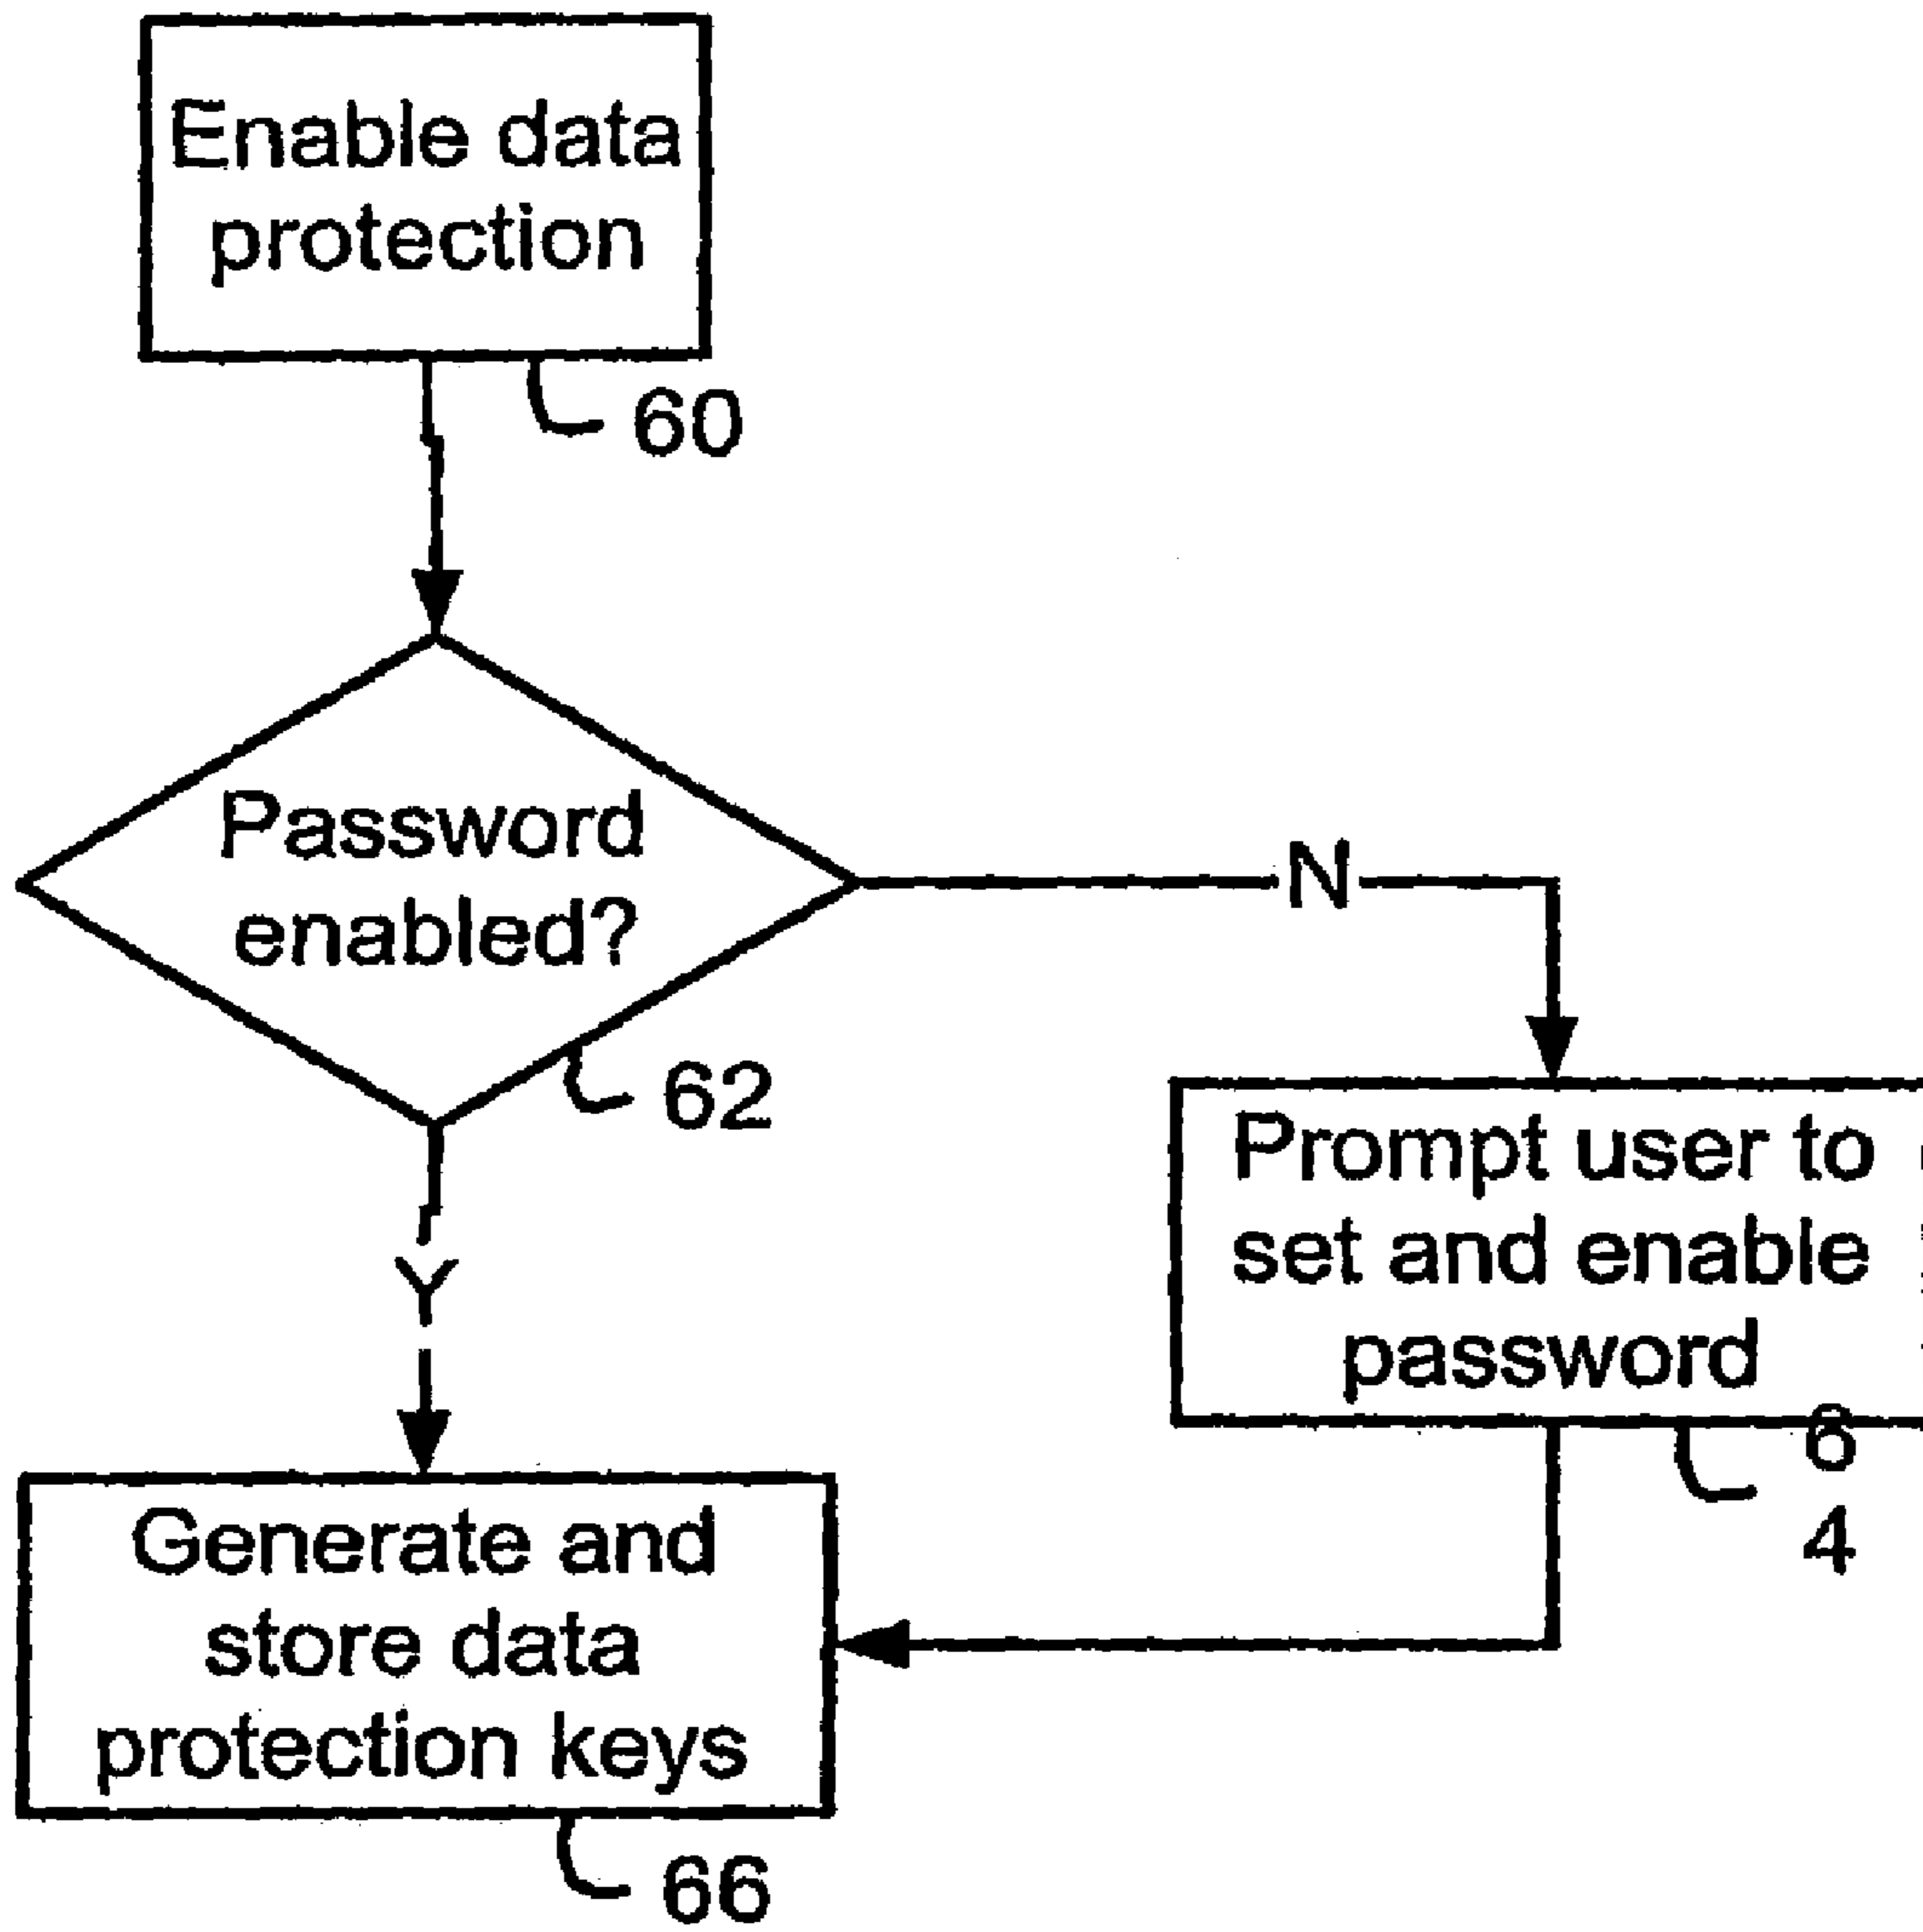 Enable data
protection
60
Password
enabled?
N
62
Prompt user to
set and enable
password
Y
6
4
Generate and
store data
protection keys
66